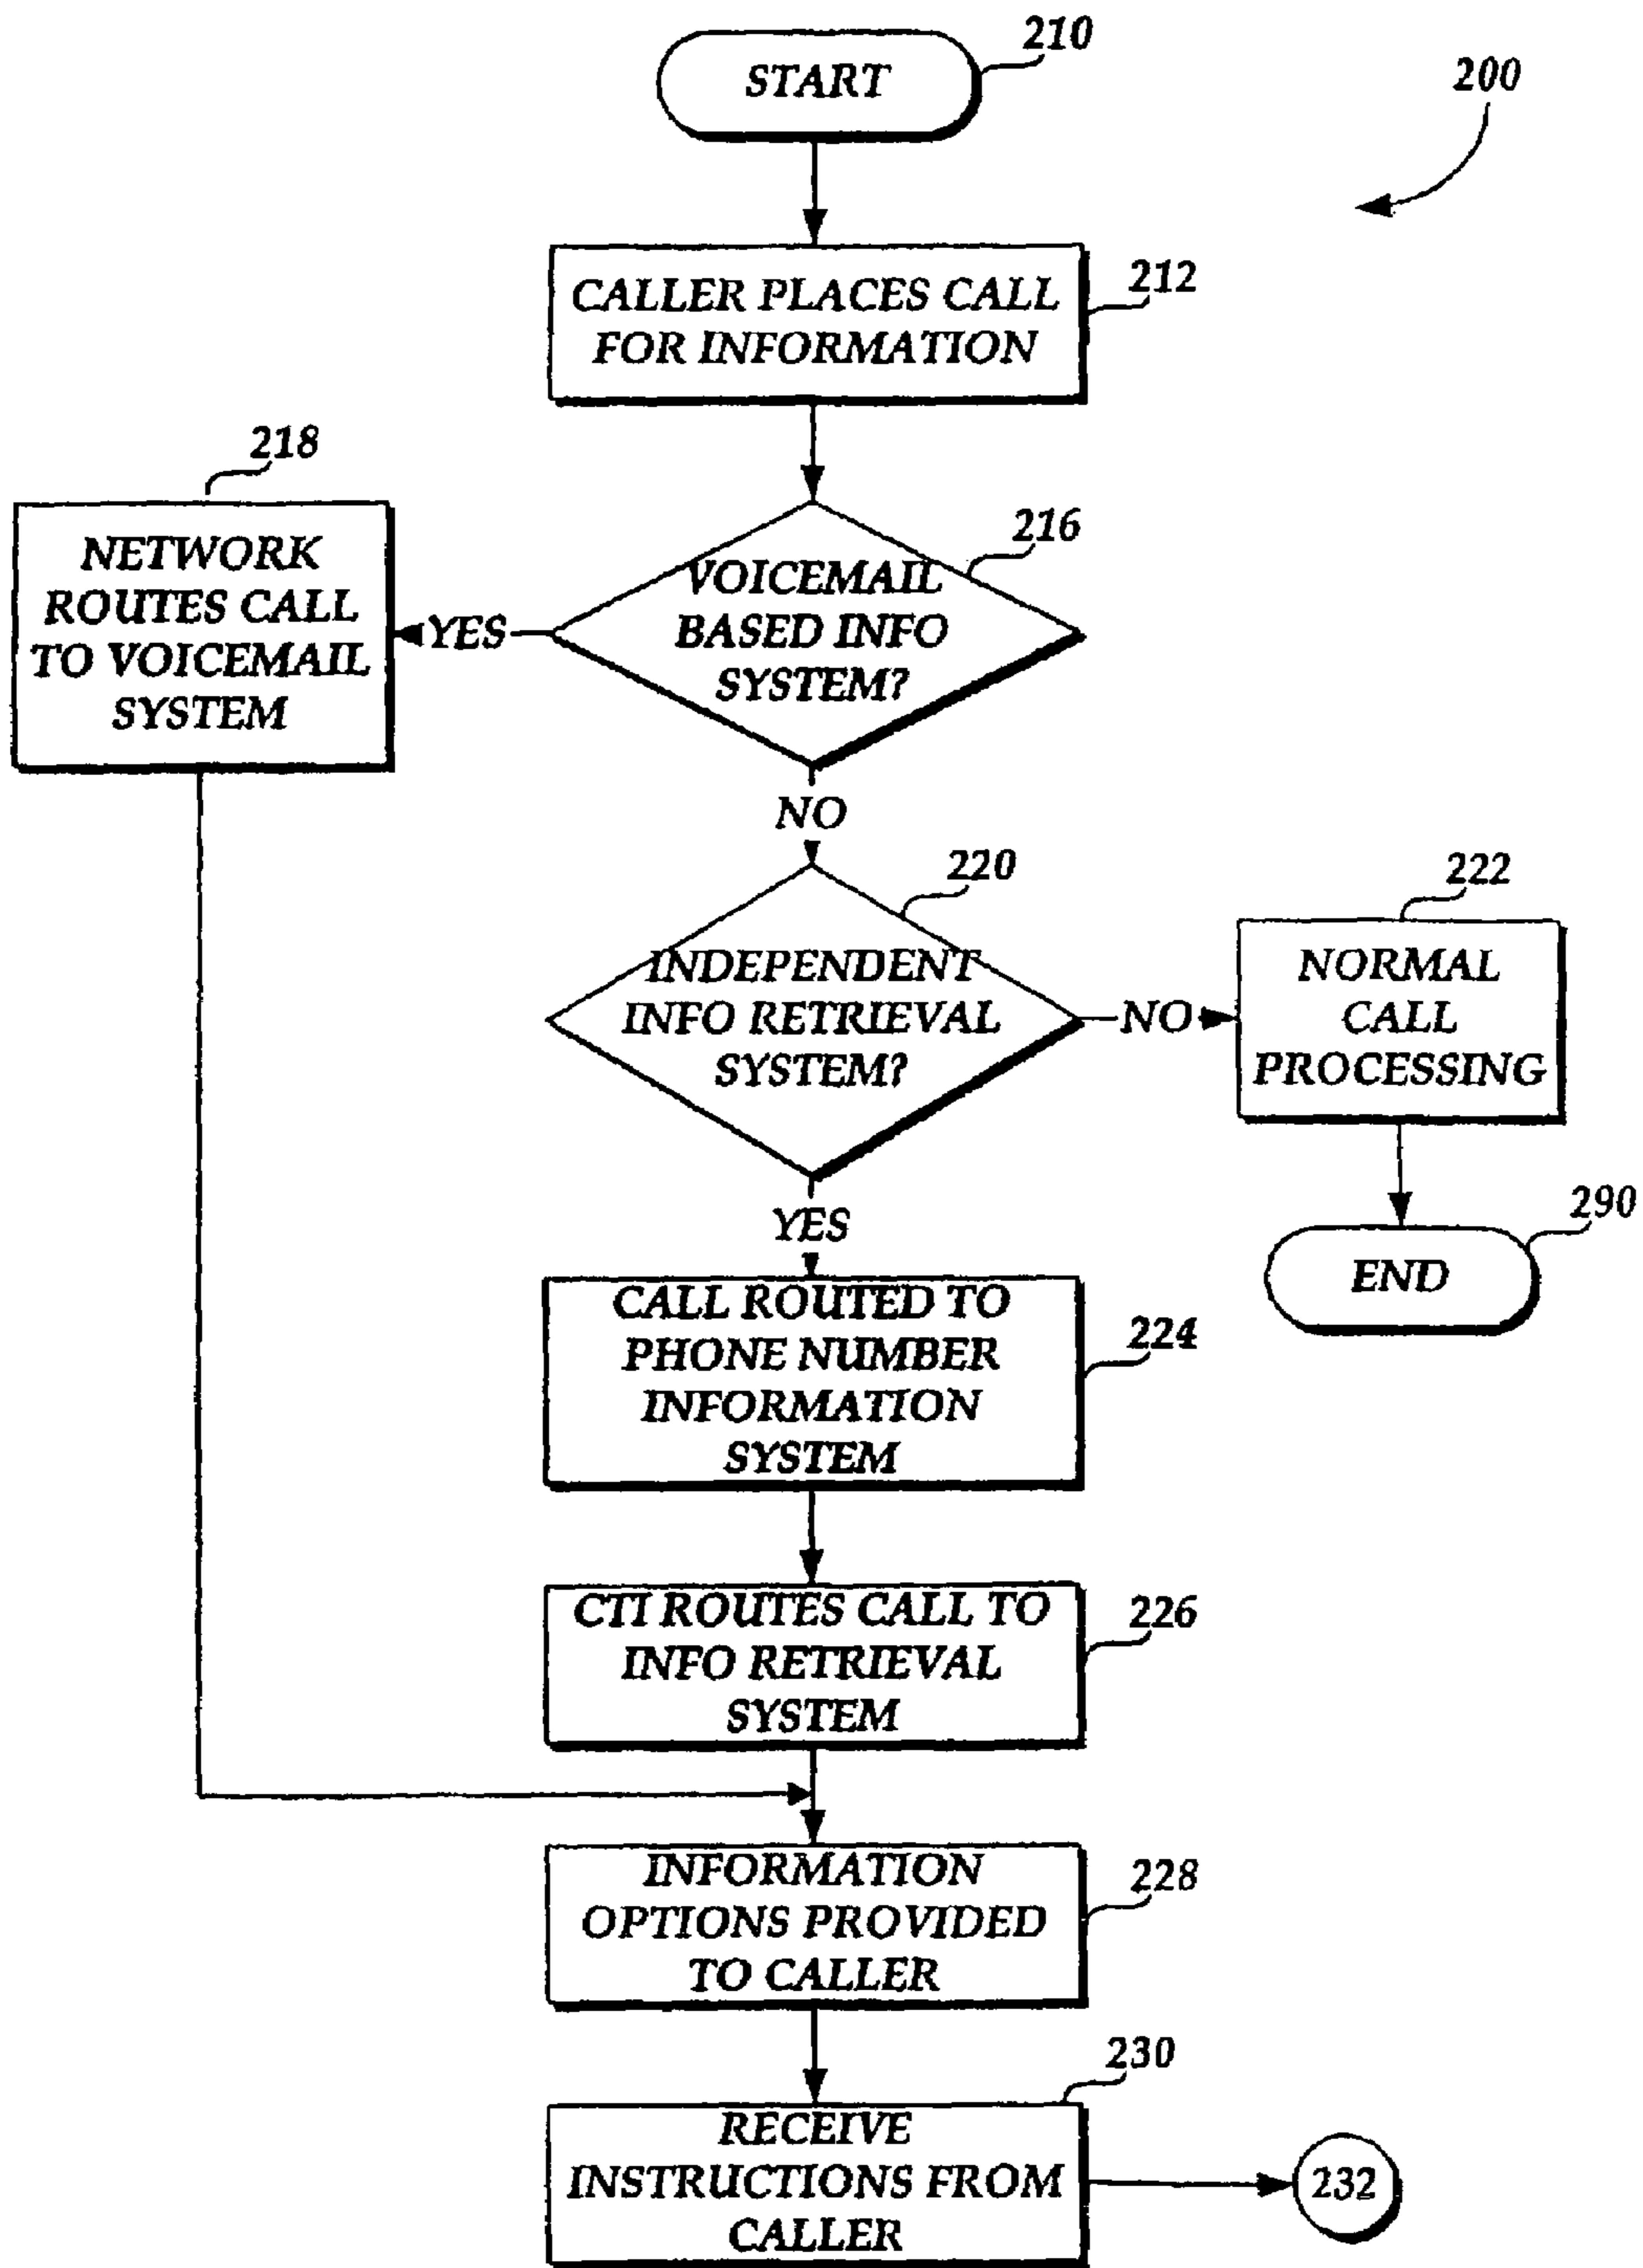 210
START
200
212
CALLER PLACES CALL
FOR INFORMATION
218
NETWORK
ROUTES CALL
TO VOICEMAIL
SYSTEM
216
VOICEMAIL
BASED INFO
SYSTEM?
YES
NO
220
INDEPENDENT
INFO RETRIEVAL
SYSTEM?
NO
222
NORMAL
CALL
PROCESSING
290
END
YES
224
CALL ROUTED TO
PHONE NUMBER
INFORMATION
SYSTEM
226
CTI ROUTES CALL TO
INFO RETRIEVAL
SYSTEM
228
INFORMATION
OPTIONS PROVIDED
TO CALLER
230
RECEIVE
INSTRUCTIONS FROM
CALLER
232